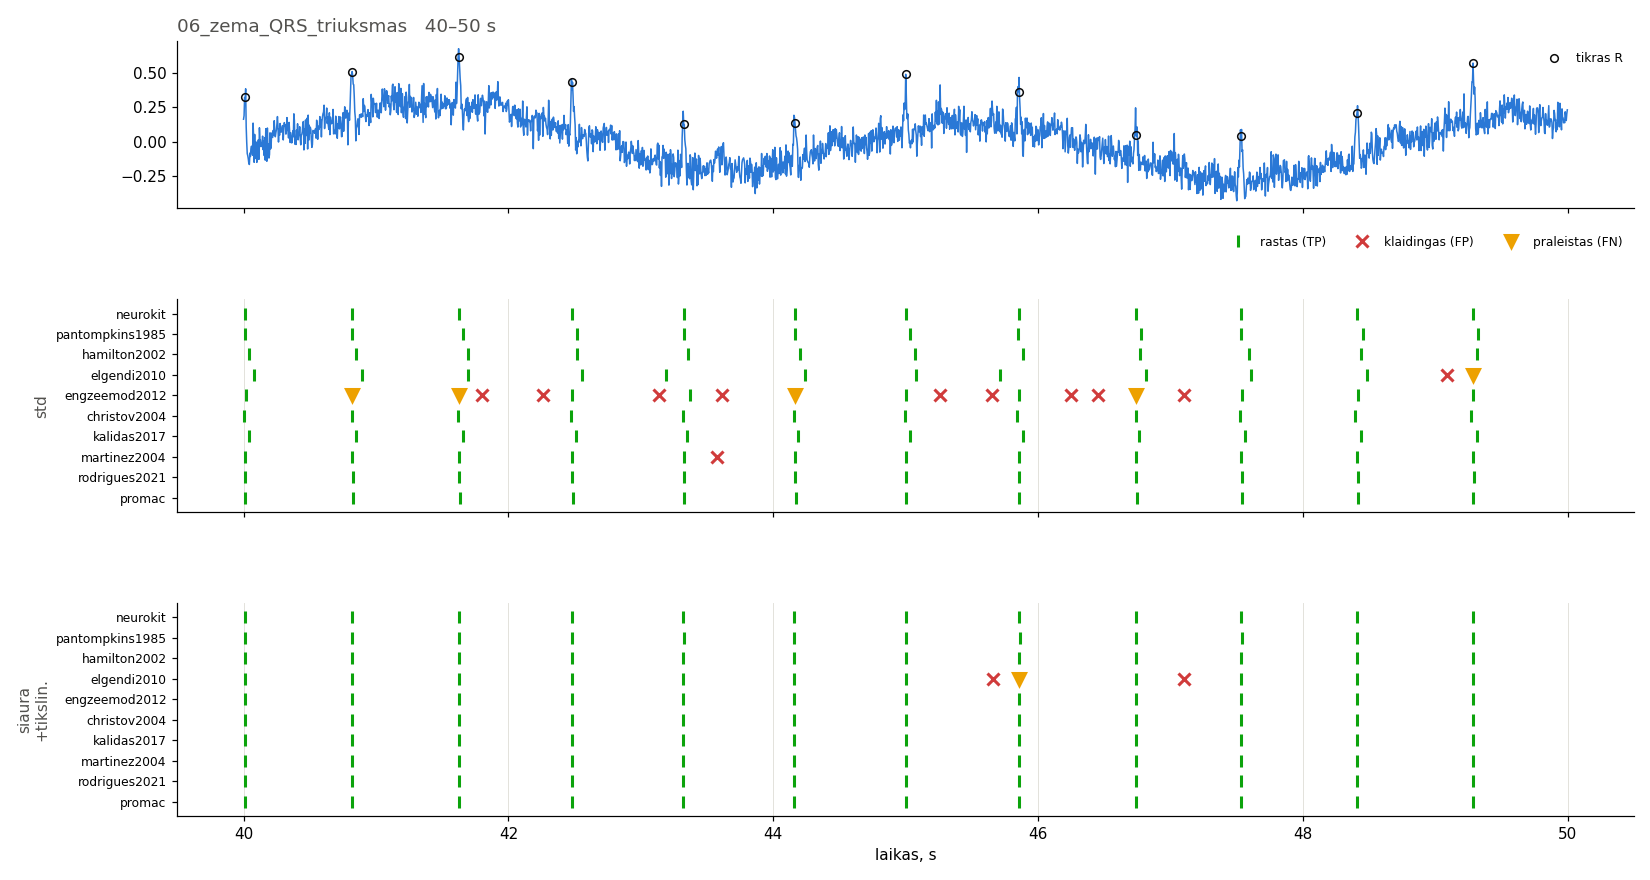 06_zema_QRS_triuksmas 40–50 s
tikras R
0.50
0.25
0.00
−0.25
rastas (TP)
klaidingas (FP)
praleistas (FN)
std
neurokit
pantompkins1985
hamilton2002
elgendi2010
engzeemod2012
christov2004
kalidas2017
martinez2004
rodrigues2021
promac
siaura
+tikslin.
neurokit
pantompkins1985
hamilton2002
elgendi2010
engzeemod2012
christov2004
kalidas2017
martinez2004
rodrigues2021
promac
40 42 44 46 48 50
laikas, s